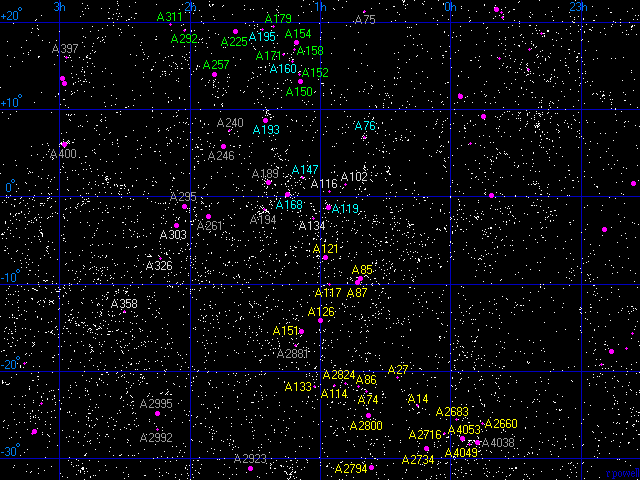 +20° 3h 2h 1h 0h 23h
A311 A179 A75
A292 A225 A195 A154
A397 A171 A158
A257 A160 A152
A150
+10°
A240 A193 A76
A400 A246
A189 A147 A102
0° A116
A295 A168 A119
A303 A261 A194 A134
A326 A121
-10° A85
A117 A87
A358 A126
A151
A2881
-20° A2824 A86 A27
A133 A114 A74 A14
A2995 A2683
A2800 A4053 A2660
A2992 A2716 A4038
-30° A2923 A2794 A2734 A4049